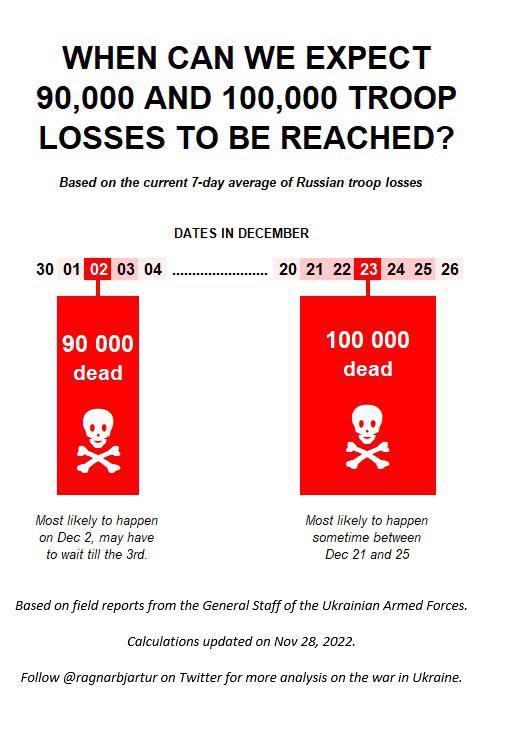 WHEN CAN WE EXPECT
90,000 AND 100,000 TROOP
LOSSES TO BE REACHED?
Based on the current 7-day average of Russian troop losses
DATES IN DECEMBER
30 01 02 03 04 ........................ 20 21 22 23 24 25 26
90 000
dead
100 000
dead
Most likely to happen
on Dec 2, may have
to wait till the 3rd.
Most likely to happen
sometime between
Dec 21 and 25
Based on field reports from the General Staff of the Ukrainian Armed Forces.
Calculations updated on Nov 28, 2022.
Follow @ragnarbjartur on Twitter for more analysis on the war in Ukraine.